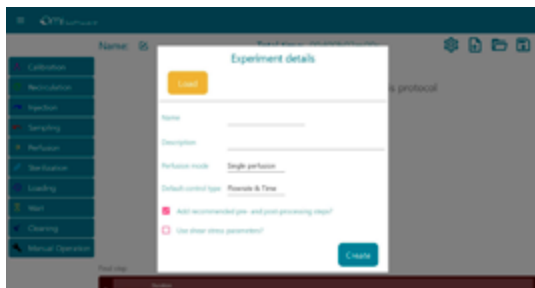 Omi
Name:
Calibration
Recirculation
Injection
Sampling
Perfusion
Sterilization
Loading
Wait
Cleaning
Manual Operation
protocol
Experiment details
Load
Name
Description
Perfusion mode Single perfusion
Default control type Flowrate & Time
Add recommended pre- and post-processing steps?
Use shear stress parameters?
Create